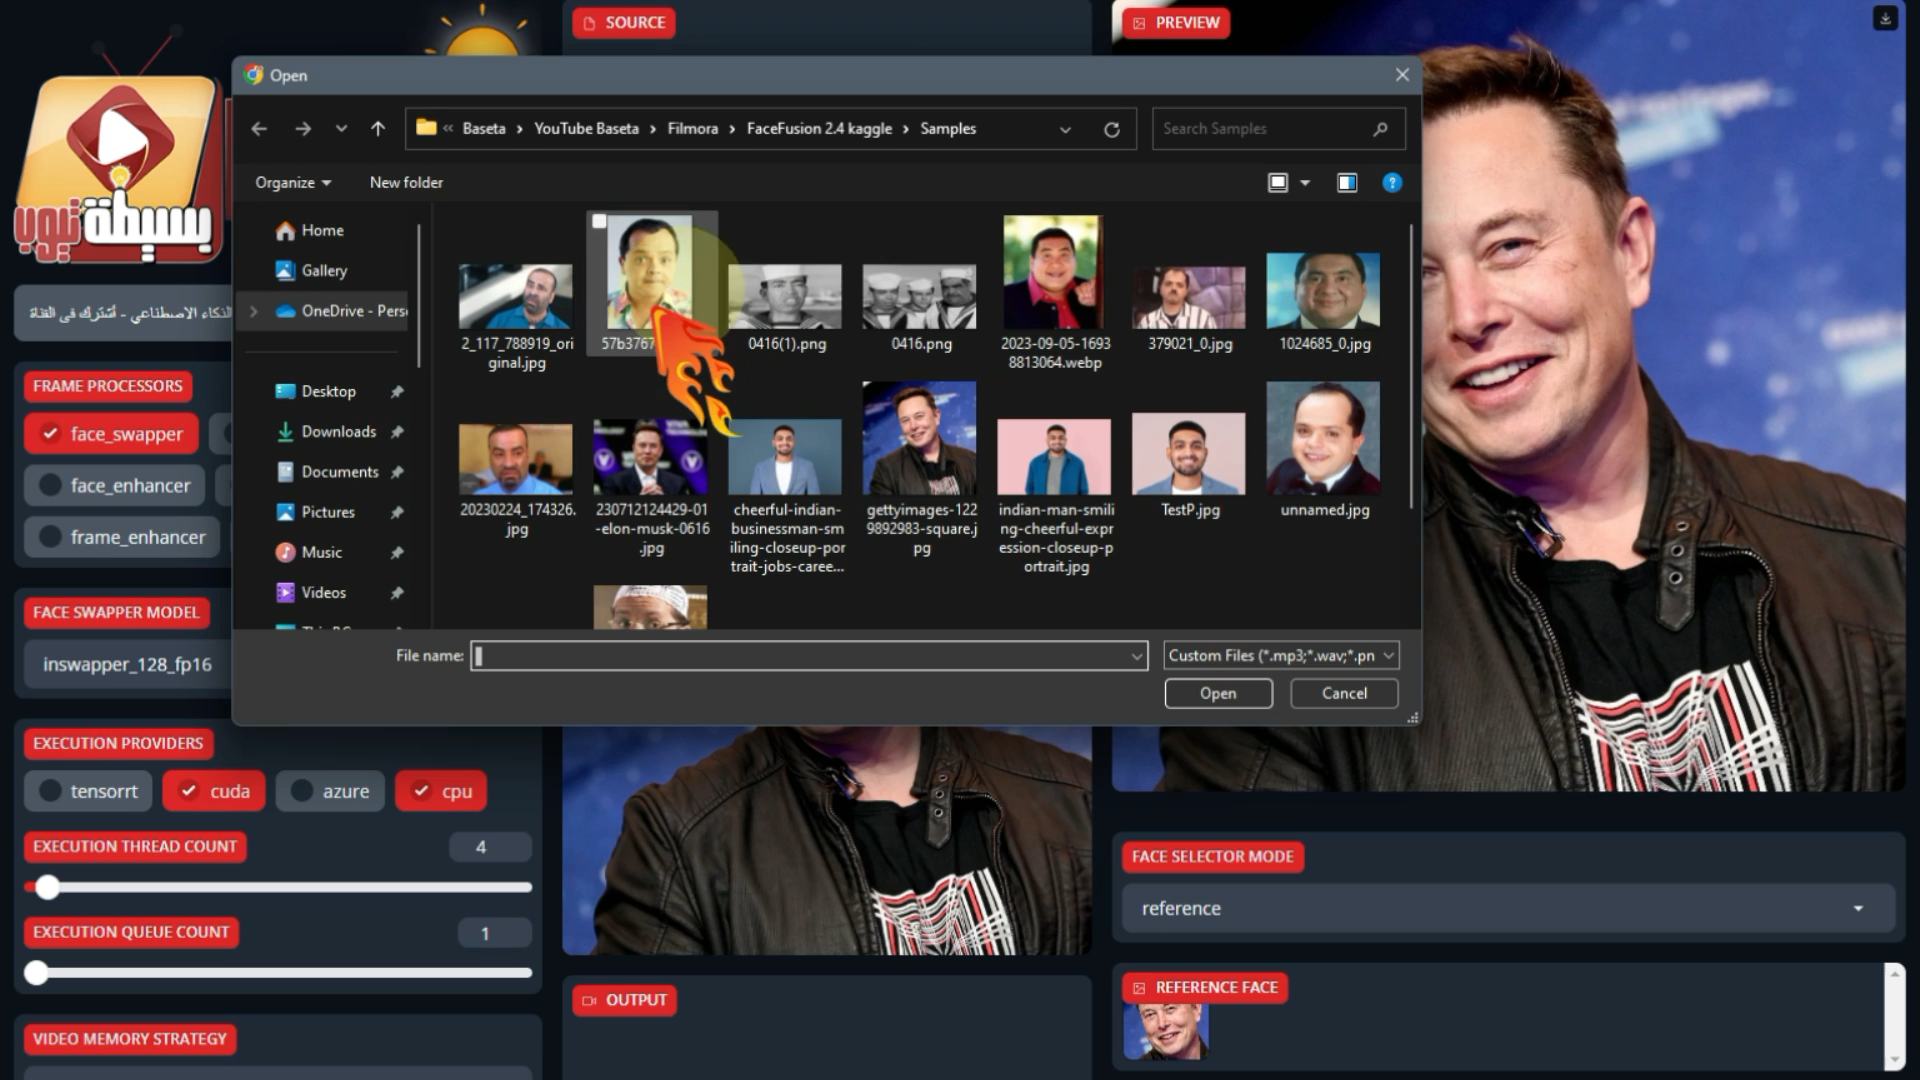 SOURCE
PREVIEW
Open
Baseta › YouTube Baseta › Filmora › FaceFusion 2.4 kaggle › Samples
Search Samples
Organize
New folder
Home
Gallery
OneDrive - Pers
Desktop
Downloads
Documents
Pictures
Music
Videos
2_117_788919_ori
ginal.jpg
57b3767
0416(1).png
0416.png
2023-09-05-1693
8813064.webp
379021_0.jpg
1024685_0.jpg
20230224_174326.
jpg
230712124429-01
-elon-musk-0616
.jpg
cheerful-indian-
businessman-sm
iling-closeup-por
trait-jobs-caree...
gettyimages-122
9892983-square.j
pg
indian-man-smili
ng-cheerful-expr
ession-closeup-p
ortrait.jpg
TestP.jpg
unnamed.jpg
File name:
Custom Files (*.mp3;*.wav;*.pn
Open
Cancel
بسيطة تيوب
الذكاء الاصطناعي - أشترك في القناة
FRAME PROCESSORS
face_swapper
face_enhancer
frame_enhancer
FACE SWAPPER MODEL
inswapper_128_fp16
EXECUTION PROVIDERS
tensorrt
cuda
azure
cpu
EXECUTION THREAD COUNT
4
EXECUTION QUEUE COUNT
1
VIDEO MEMORY STRATEGY
OUTPUT
FACE SELECTOR MODE
reference
REFERENCE FACE